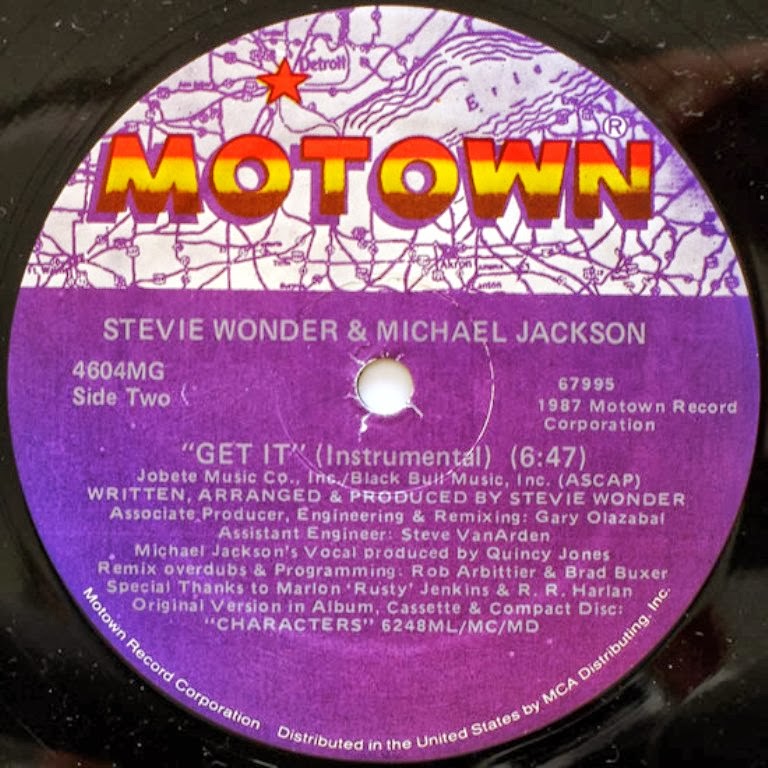 Detroit
Erie
MOTOWN®
Akron
STEVIE WONDER & MICHAEL JACKSON
4604MG
Side Two
67995
1987 Motown Record
Corporation
"GET IT" (Instrumental) (6:47)
Jobete Music Co., Inc./Black Bull Music, Inc. (ASCAP)
WRITTEN, ARRANGED & PRODUCED BY STEVIE WONDER
Associate Producer, Engineering & Remixing: Gary Olazabal
Assistant Engineer: Steve VanArden
Michael Jackson's Vocal produced by Quincy Jones
Remix overdubs & Programming: Rob Arbittier & Brad Buxer
Special Thanks to Marlon 'Rusty' Jenkins & R. R. Harlan
Original Version in Album, Cassette & Compact Disc:
"CHARACTERS" 6248ML/MC/MD
Motown Record Corporation Distributed in the United States by MCA Distributing, Inc.